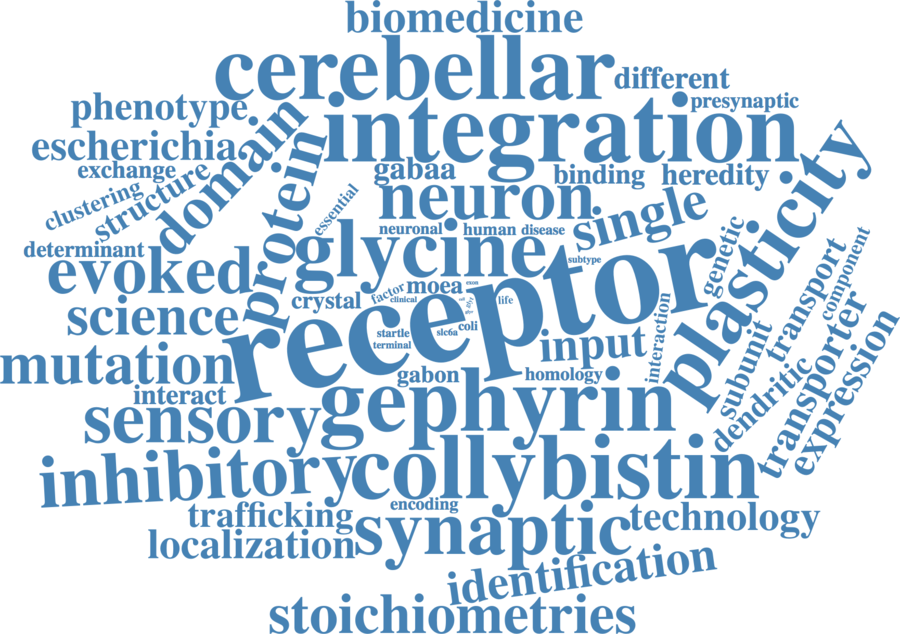 biomedicine
cerebellar
different
phenotype
presynaptic
integration
escherichia
domain
exchange
gabaa
binding
heredity
clustering
structure
protein
essential
neuron
single
plasticity
determinant
neuronal
human
disease
genetic
evoked
glycine
subtype
transport
component
crystal
factor
clinical
moea
exon
life
receptor
science
startle
slc6a
coli
terminal
input
interaction
subunit
transporter
mutation
gabon
homology
dendritic
expression
interact
sensory
gephyrin
inhibitory
collybistin
encoding
trafficking
synaptic
technology
localization
identification
stoichiometries